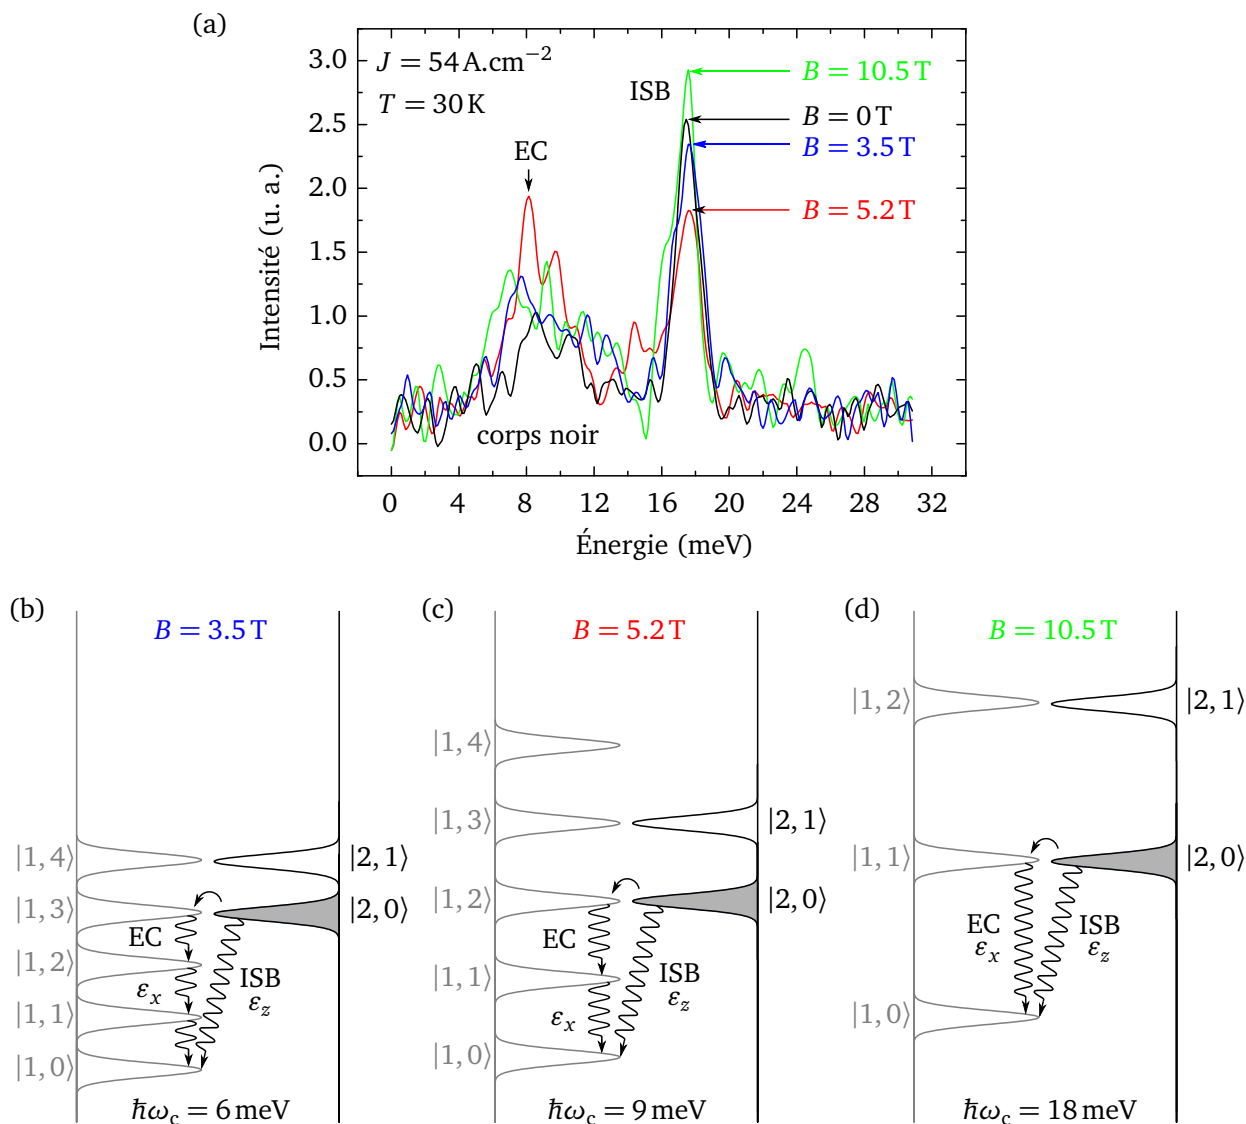 (a)
J = 54 A.cm−2
T = 30 K
EC
ISB
B = 10.5 T
B = 0 T
B = 3.5 T
B = 5.2 T
corps noir
Intensité (u. a.)
3.0
2.5
2.0
1.5
1.0
0.5
0.0
0 4 8 12 16 20 24 28 32
Énergie (meV)
(b)
B = 3.5 T
|1, 4⟩
|2, 1⟩
|1, 3⟩
|2, 0⟩
EC
|1, 2⟩
ISB
εx
εz
|1, 1⟩
|1, 0⟩
ħωc = 6 meV
(c)
B = 5.2 T
|1, 4⟩
|1, 3⟩
|2, 1⟩
|1, 2⟩
|2, 0⟩
EC
|1, 1⟩
ISB
εx
εz
|1, 0⟩
ħωc = 9 meV
(d)
B = 10.5 T
|1, 2⟩
|2, 1⟩
|1, 1⟩
|2, 0⟩
EC
ISB
εx
εz
|1, 0⟩
ħωc = 18 meV